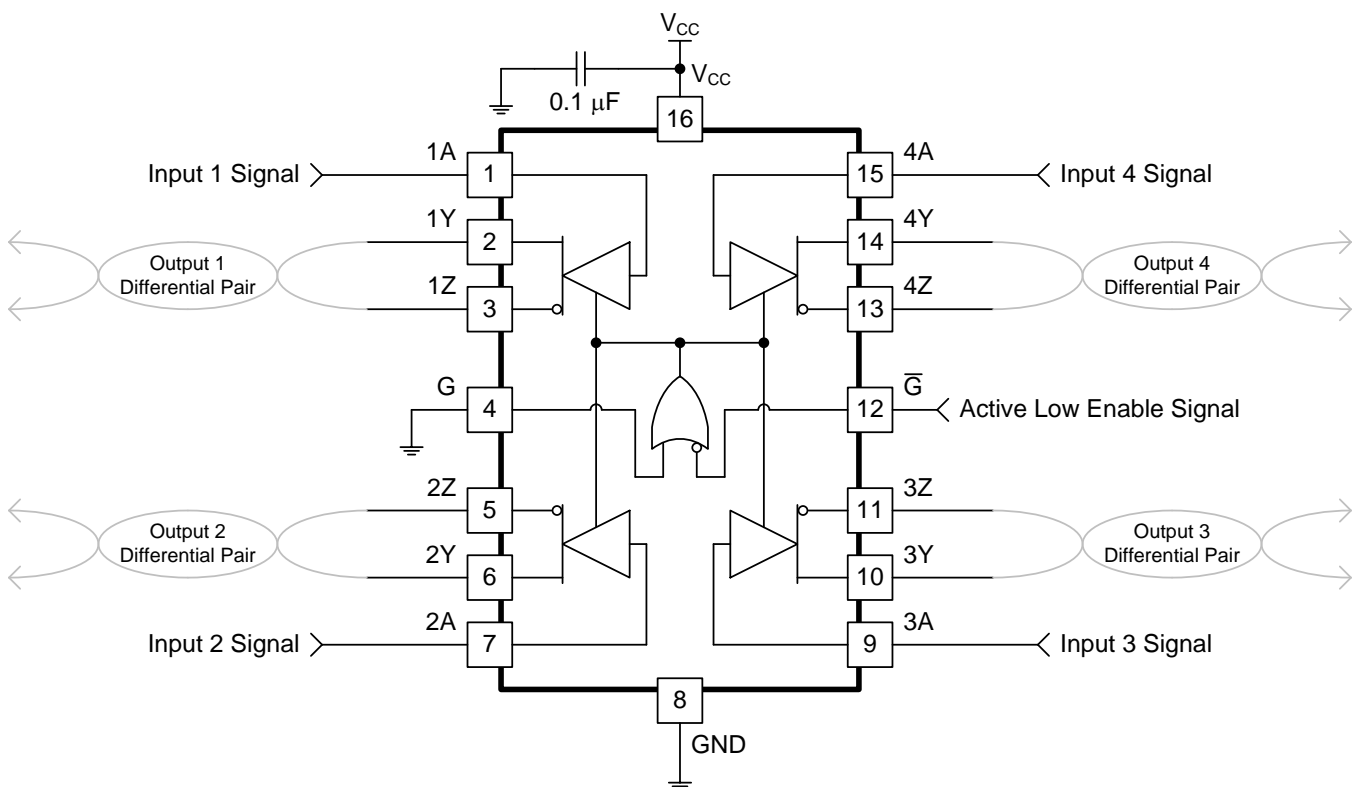 V_CC
V_CC
0.1 μF
16
1A
4A
Input 1 Signal
1
15
Input 4 Signal
1Y
4Y
2
14
Output 1
Differential Pair
Output 4
Differential Pair
1Z
4Z
3
13
G
G̅
4
12
Active Low Enable Signal
2Z
3Z
5
11
Output 2
Differential Pair
Output 3
Differential Pair
2Y
3Y
6
10
2A
3A
Input 2 Signal
7
9
Input 3 Signal
8
GND